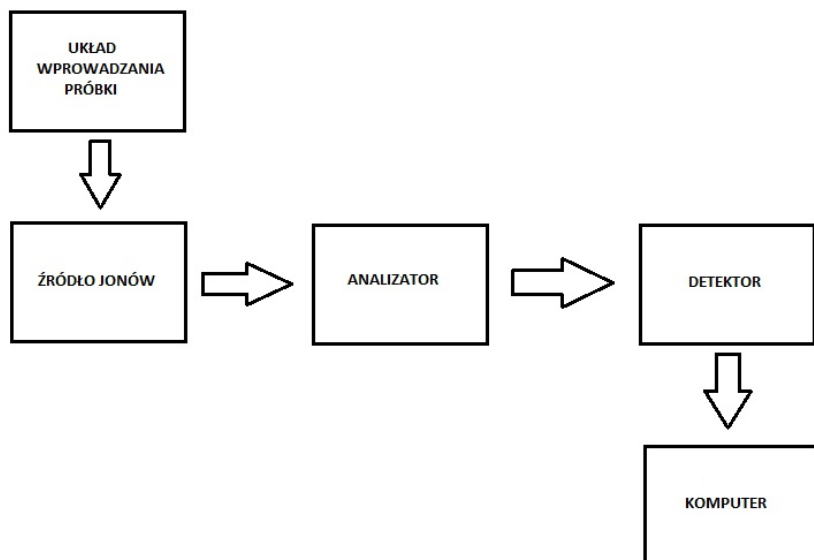 UKŁAD
WPROWADZANIA
PRÓBKI
ŹRÓDŁO JONÓW
ANALIZATOR
DETEKTOR
KOMPUTER